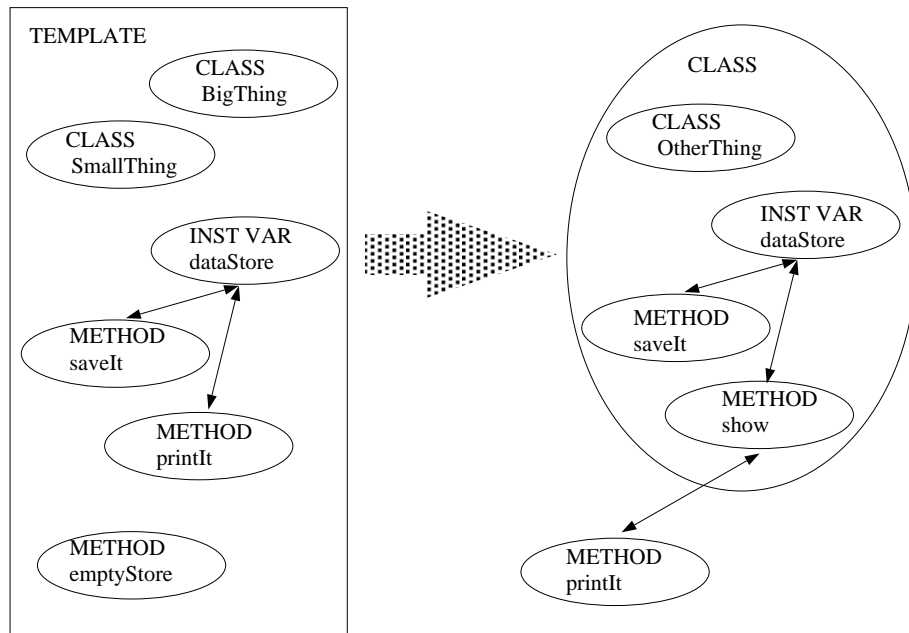 TEMPLATE
CLASS
BigThing
CLASS
SmallThing
INST VAR
dataStore
METHOD
saveIt
METHOD
printIt
METHOD
emptyStore
CLASS
CLASS
OtherThing
INST VAR
dataStore
METHOD
saveIt
METHOD
show
METHOD
printIt